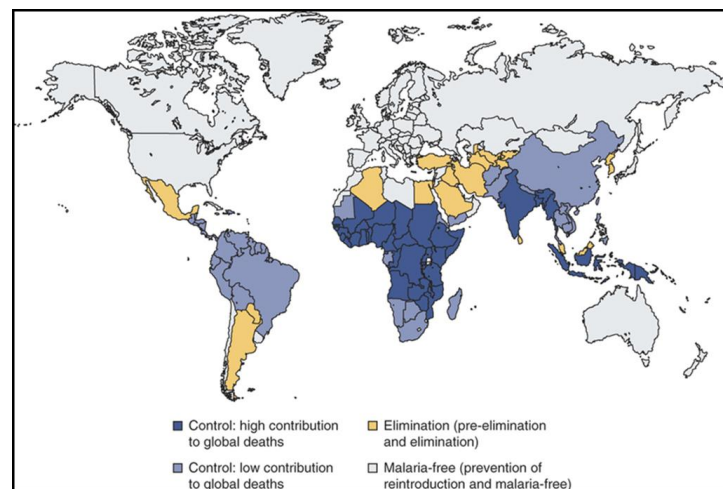 Control: high contribution
to global deaths
Elimination (pre-elimination
and elimination)
Control: low contribution
to global deaths
Malaria-free (prevention of
reintroduction and malaria-free)